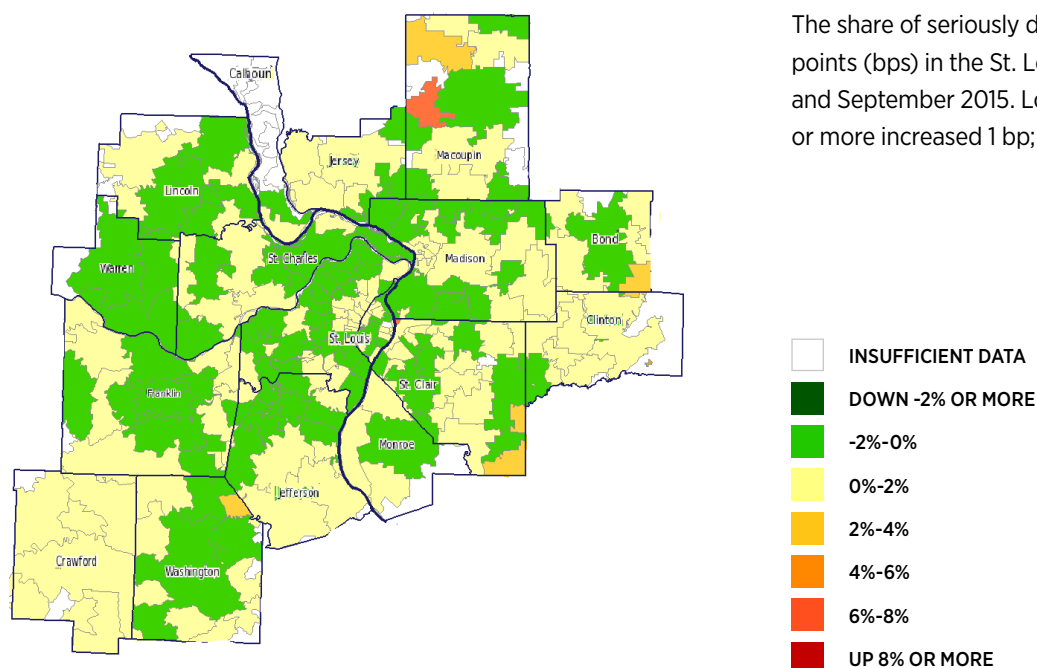 The share of seriously
points (bps) in the St.
and September 2015.
or more increased 1 bp;
Calhoun
Jersey
Macoupin
Lincoln
Bond
St. Charles
Madison
Warren
Clinton
St. Louis
Franklin
St. Clair
Monroe
Jefferson
Crawford
Washington
INSUFFICIENT DATA
DOWN -2% OR MORE
-2%-0%
0%-2%
2%-4%
4%-6%
6%-8%
UP 8% OR MORE